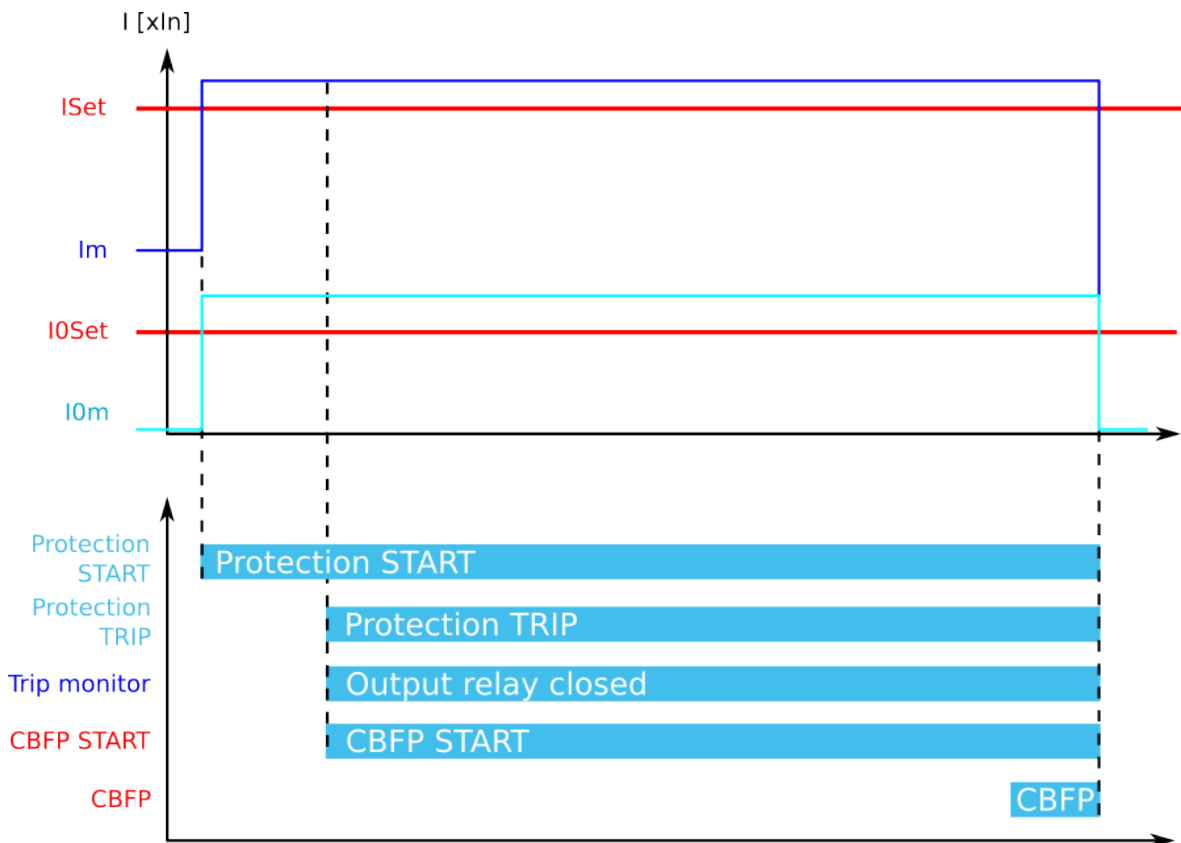 I [xIn]
ISet
Im
I0Set
I0m
Protection
START
Protection START
Protection
TRIP
Protection TRIP
Trip monitor
Output relay closed
CBFP START
CBFP START
CBFP
CBFP